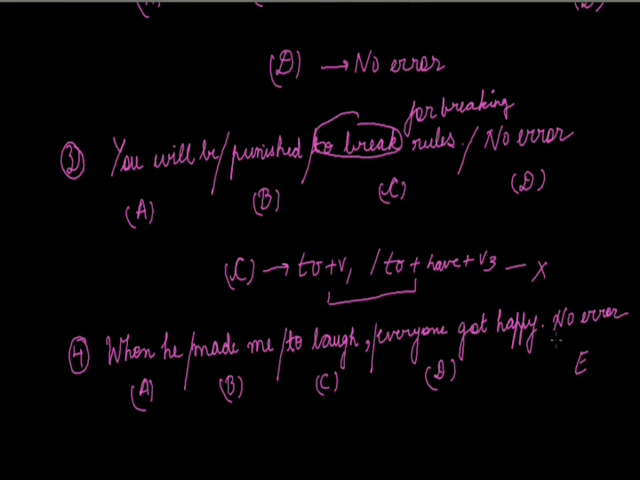 (D) → No error
for breaking
③ You will be / punished / to break rules. / No error
(A) (B) (C) (D)
(C) → to + v₁ / to + have + v3 — X
④ When he / made me / to laugh, / everyone got happy. No error
(A) (B) (C) (D) E